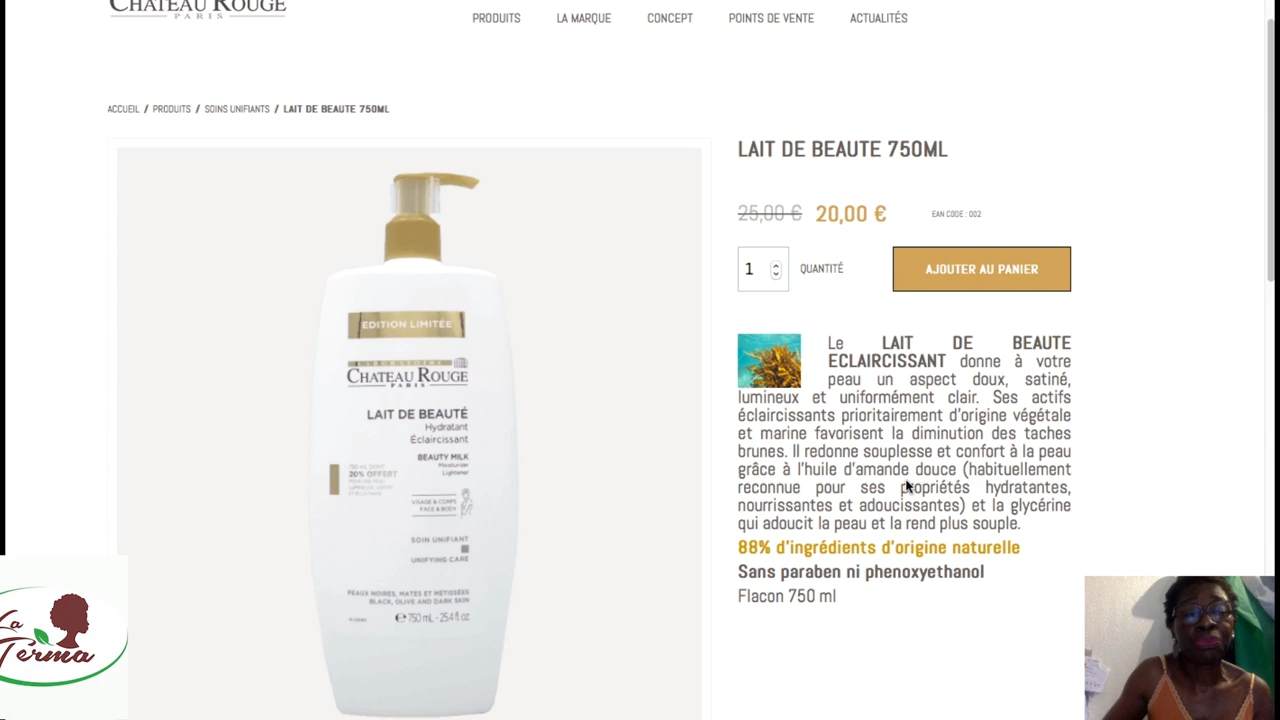 CHATEAU ROUGE
PARIS
PRODUITS LA MARQUE CONCEPT POINTS DE VENTE ACTUALITÉS
ACCUEIL / PRODUITS / SOINS UNIFIANTS / LAIT DE BEAUTE 750ML
EDITION LIMITÉE
LABORATOIRE
CHATEAU ROUGE
PARIS
LAIT DE BEAUTÉ
Hydratant
Éclaircissant
BEAUTY MILK
Moisturizer
Lightener
750 ML DONT
20% OFFERT
VISAGE & CORPS
FACE & BODY
SOIN UNIFIANT
UNIFYING CARE
PEAUX NOIRES, MATES ET MÉTISSÉES
BLACK, OLIVE AND DARK SKIN
℮ 750 mL - 25.4 fl.oz
LAIT DE BEAUTE 750ML
25,00 € 20,00 € EAN CODE : 002
1 QUANTITÉ AJOUTER AU PANIER
Le LAIT DE BEAUTE
ECLAIRCISSANT donne à votre
peau un aspect doux, satiné,
lumineux et uniformément clair. Ses actifs
éclaircissants prioritairement d'origine végétale
et marine favorisent la diminution des taches
brunes. Il redonne souplesse et confort à la peau
grâce à l'huile d'amande douce (habituellement
reconnue pour ses propriétés hydratantes,
nourrissantes et adoucissantes) et la glycérine
qui adoucit la peau et la rend plus souple.
88% d'ingrédients d'origine naturelle
Sans paraben ni phenoxyethanol
Flacon 750 ml
La
Terma